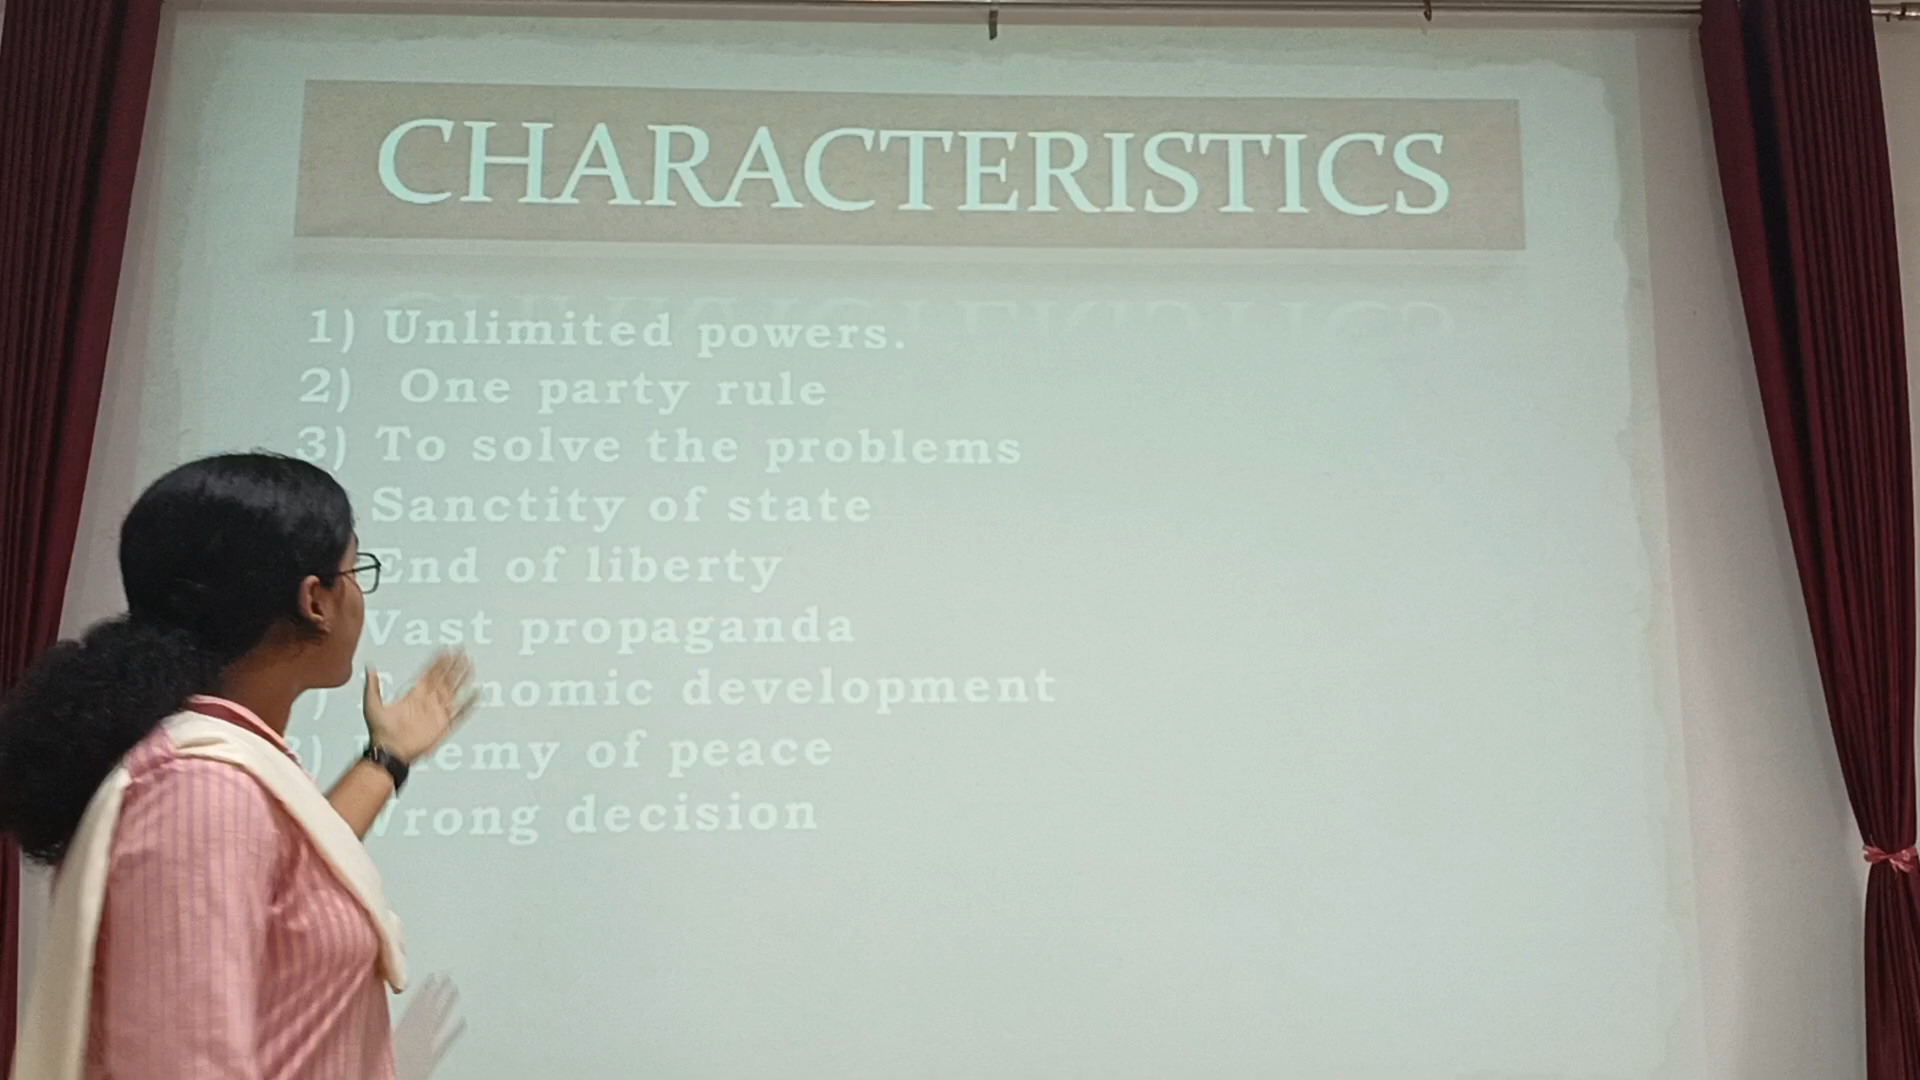 CHARACTERISTICS
1) Unlimited powers.
2) One party rule
3) To solve the problems
Sanctity of state
End of liberty
Vast propaganda
) development
) of peace
decision